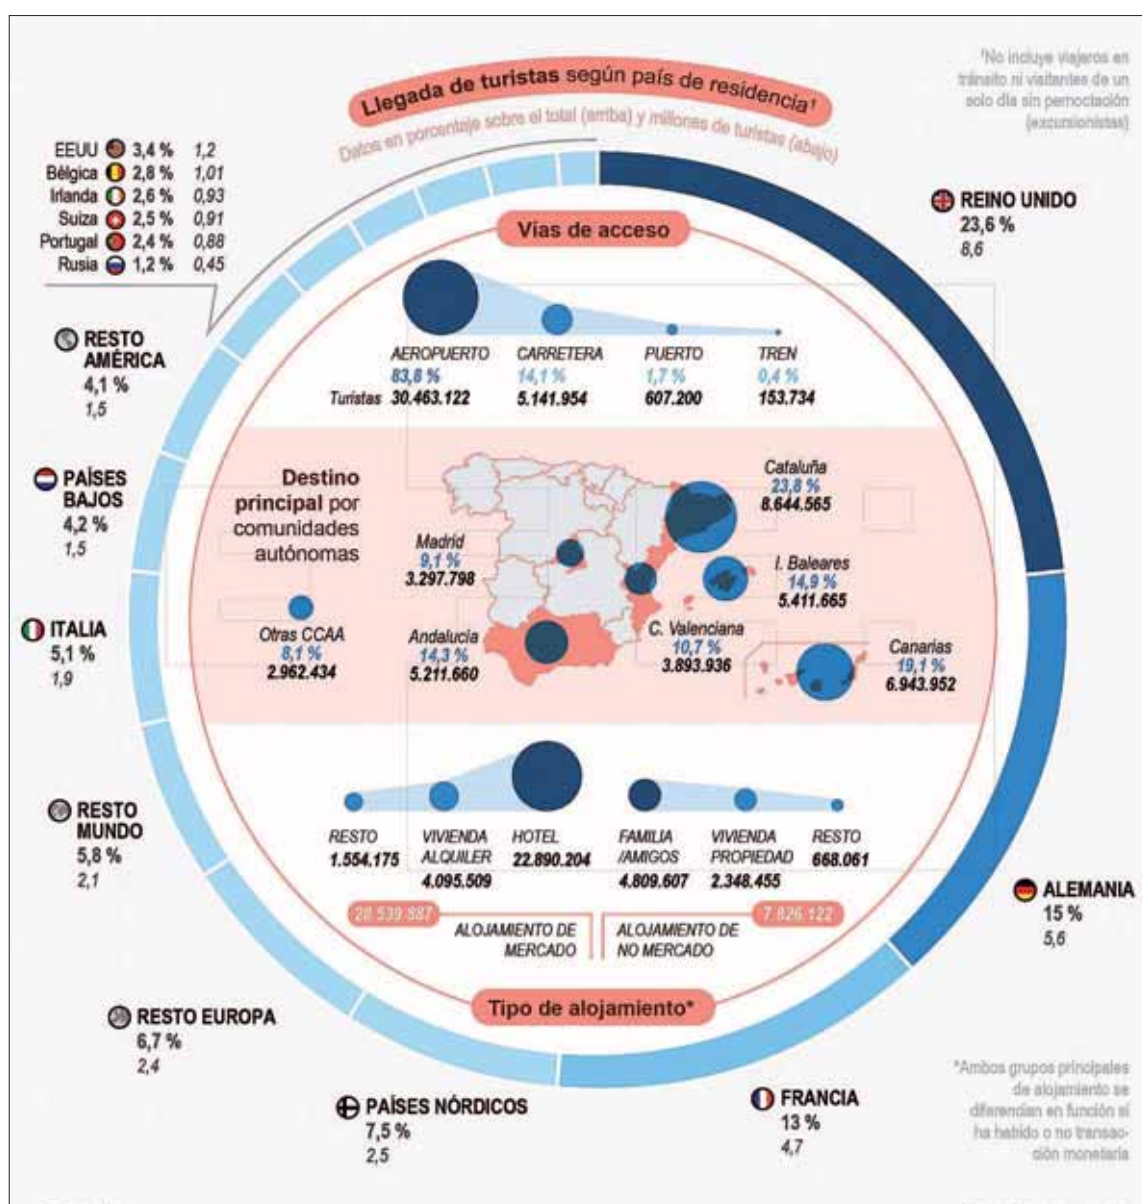 Llegada de turistas según país de residencia¹
Datos en porcentaje sobre el total (arriba) y millones de turistas (abajo)
¹No incluye viajeros en
tránsito ni visitantes de un
solo día sin pernoctación
(excursionistas)
EEUU 3,4 % 1,2
Bélgica 2,8 % 1,01
Irlanda 2,6 % 0,93
Suiza 2,5 % 0,91
Portugal 2,4 % 0,88
Rusia 1,2 % 0,45
REINO UNIDO
23,6 %
8,6
RESTO
AMÉRICA
4,1 %
1,5
PAÍSES
BAJOS
4,2 %
1,5
ITALIA
5,1 %
1,9
RESTO
MUNDO
5,8 %
2,1
RESTO EUROPA
6,7 %
2,4
PAÍSES NÓRDICOS
7,5 %
2,5
FRANCIA
13 %
4,7
ALEMANIA
15 %
5,6
Vías de acceso
AEROPUERTO CARRETERA PUERTO TREN
83,8 % 14,1 % 1,7 % 0,4 %
Turistas 30.463.122 5.141.954 607.200 153.734
Destino
principal por
comunidades
autónomas
Cataluña
23,8 %
8.644.565
Madrid
9,1 %
3.297.798
I. Baleares
14,9 %
5.411.665
Otras CCAA
8,1 %
2.962.434
Andalucía
14,3 %
5.211.660
C. Valenciana
10,7 %
3.893.936
Canarias
19,1 %
6.943.952
RESTO
1.554.175
VIVIENDA
ALQUILER
4.095.509
HOTEL
22.890.204
FAMILIA
/AMIGOS
4.809.607
VIVIENDA
PROPIEDAD
2.348.455
RESTO
668.061
28.539.887
ALOJAMIENTO DE
MERCADO
7.826.122
ALOJAMIENTO DE
NO MERCADO
Tipo de alojamiento*
*Ambos grupos principales
de alojamiento se
diferencian en función si
ha habido o no transac-
ción monetaria